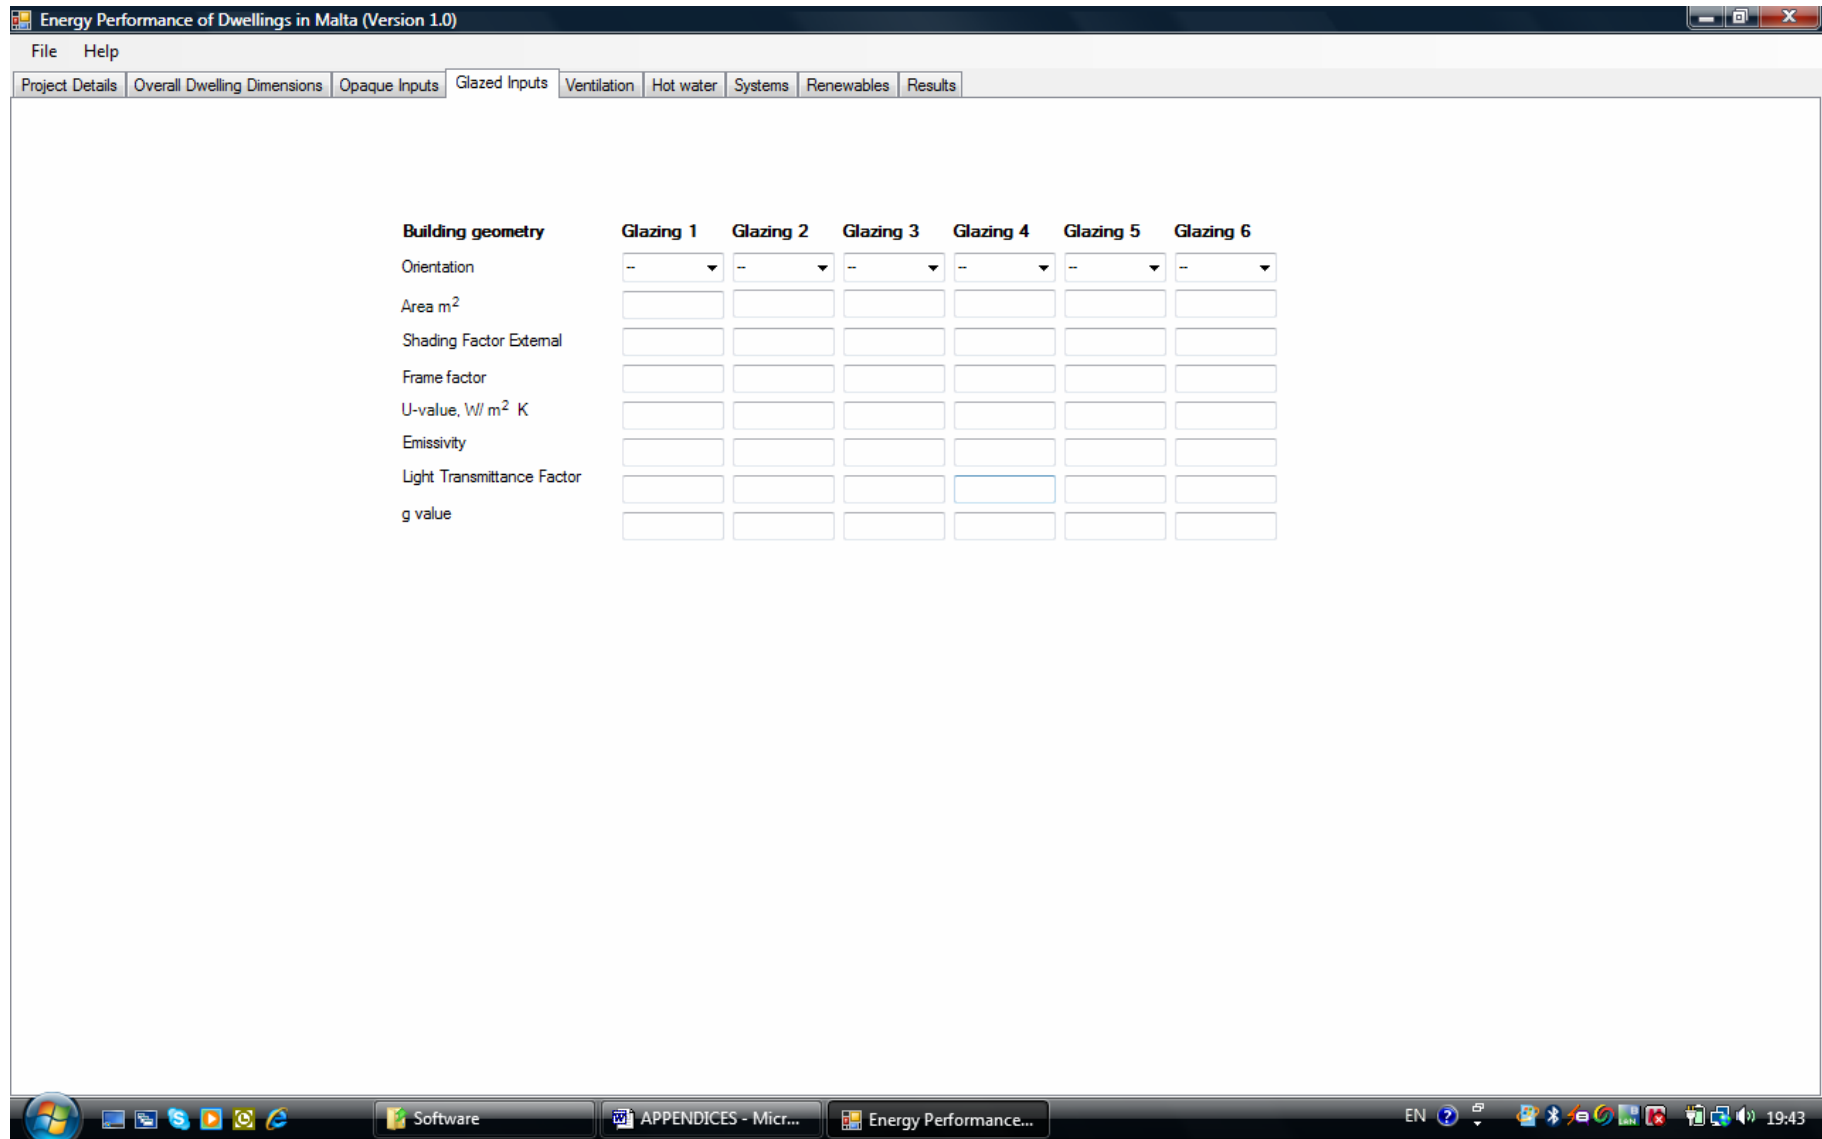 Energy Performance of Dwellings in Malta (Version 1.0)
File Help
Project Details Overall Dwelling Dimensions Opaque Inputs Glazed Inputs Ventilation Hot water Systems Renewables Results
Building geometry Glazing 1 Glazing 2 Glazing 3 Glazing 4 Glazing 5 Glazing 6
Orientation -- -- -- -- -- --
Area m²
Shading Factor External
Frame factor
U-value, W/ m² K
Emissivity
Light Transmittance Factor
g value
Software APPENDICES - Micr... Energy Performance... EN 19:43